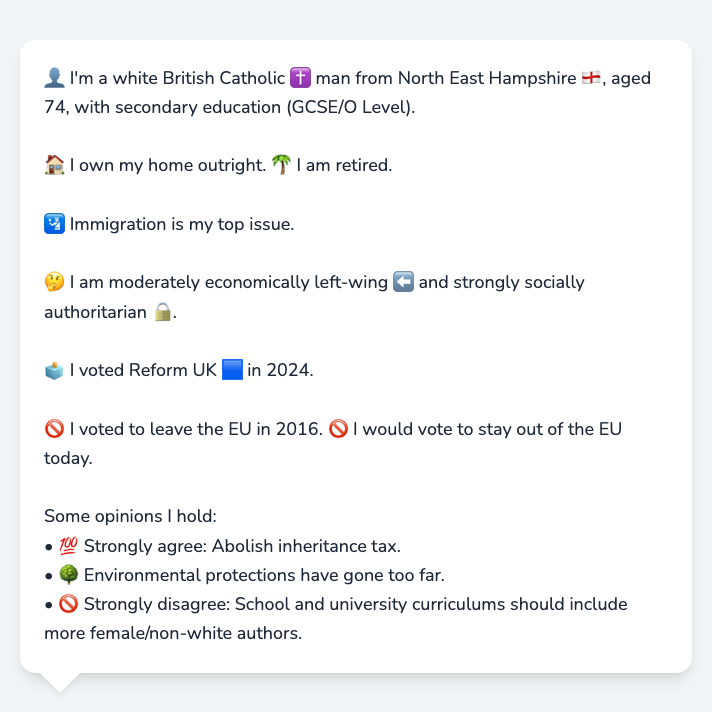 👤 I'm a white British Catholic ✝️ man from North East Hampshire 🏴󠁧󠁢󠁥󠁮󠁧󠁿, aged
74, with secondary education (GCSE/O Level).
🏠 I own my home outright. 🌴 I am retired.
🛂 Immigration is my top issue.
🤔 I am moderately economically left-wing ⬅️ and strongly socially
authoritarian 🔒.
🗳️ I voted Reform UK 🟦 in 2024.
🚫 I voted to leave the EU in 2016. 🚫 I would vote to stay out of the EU
today.
Some opinions I hold:
• 💯 Strongly agree: Abolish inheritance tax.
• 🌳 Environmental protections have gone too far.
• 🚫 Strongly disagree: School and university curriculums should include
more female/non-white authors.